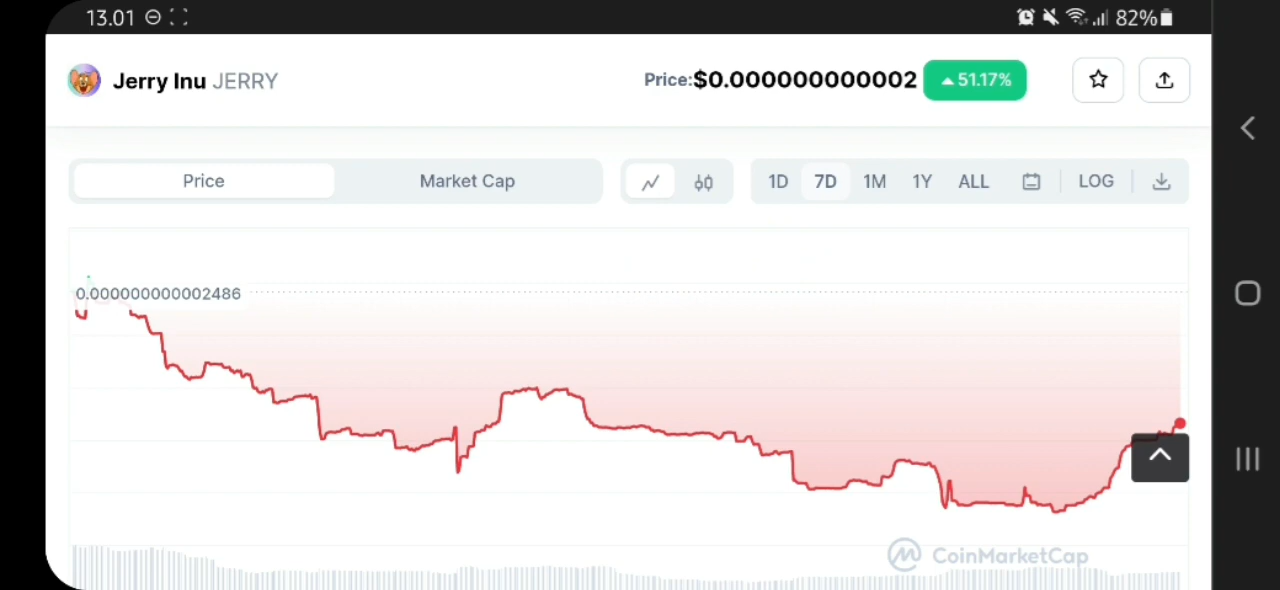 13.01 82%
Jerry Inu JERRY Price:$0.000000000002 51.17%
Price Market Cap 1D 7D 1M 1Y ALL LOG
0.000000000002486
CoinMarketCap